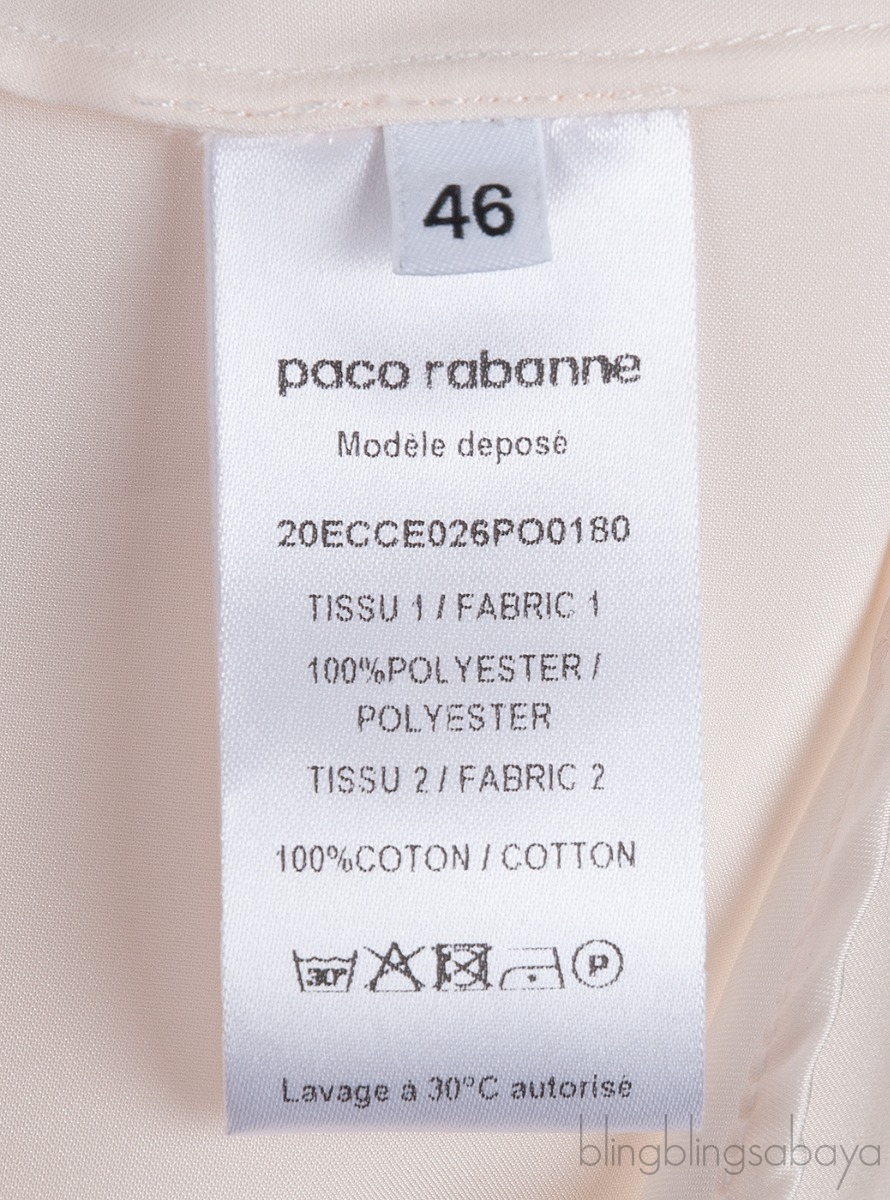 46
paco rabanne
Modèle deposé
20ECCE026PO0180
TISSU 1 / FABRIC 1
100%POLYESTER /
POLYESTER
TISSU 2 / FABRIC 2
100%COTON / COTTON
30° P
Lavage à 30°C autorisé
blingblingsabaya